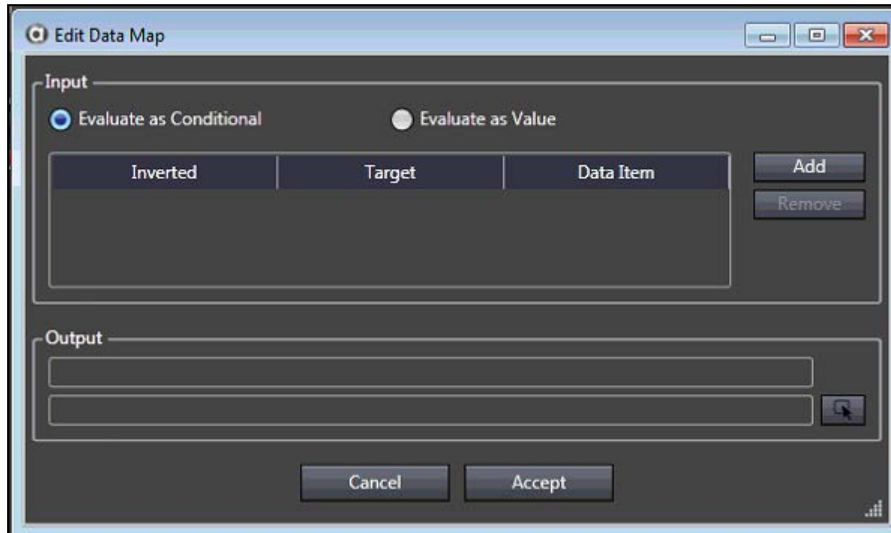 Edit Data Map
Input
Evaluate as Conditional Evaluate as Value
Inverted Target Data Item
Add
Remove
Output
Cancel Accept